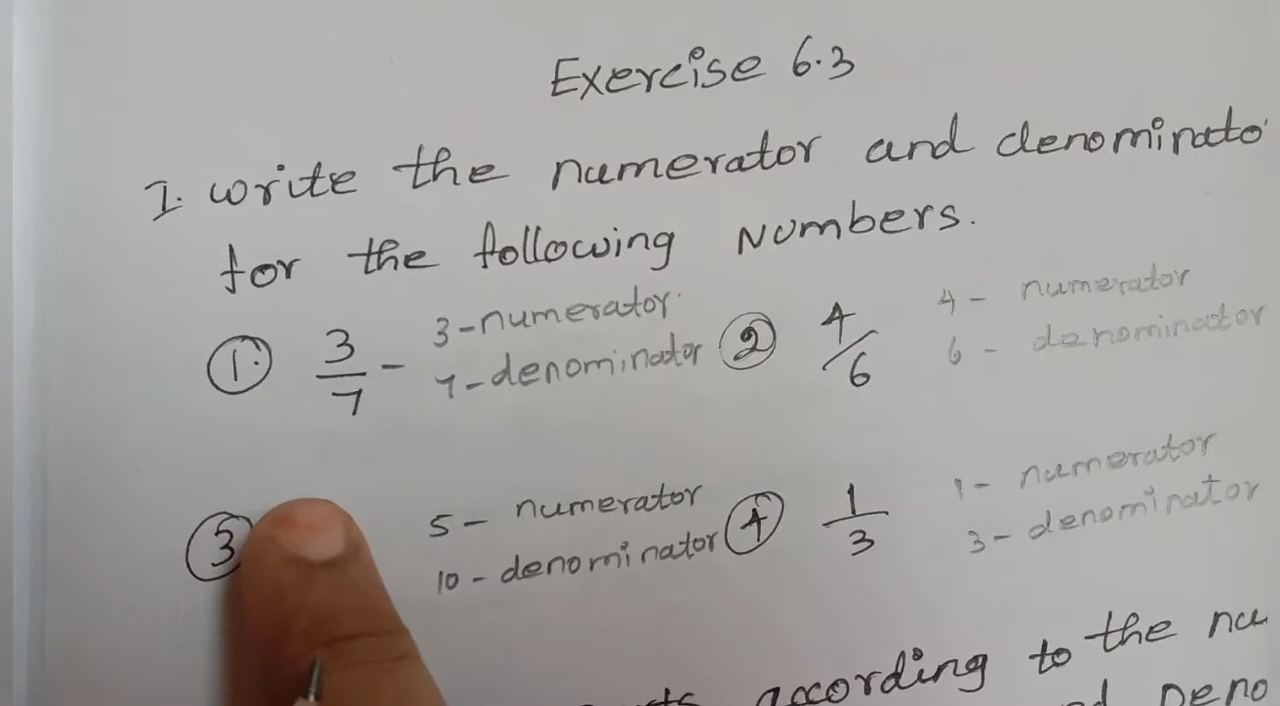 Exercise 6.3
I. write the numerator and denominato
for the following Numbers.
① 3/7 - 3-numerator. 7-denominator ② 4/6 4 - numerator 6 - denominator
③ 5 - numerator 10 - denominator ④ 1/3 1 - numerator 3 - denominator
according to the nu
Deno